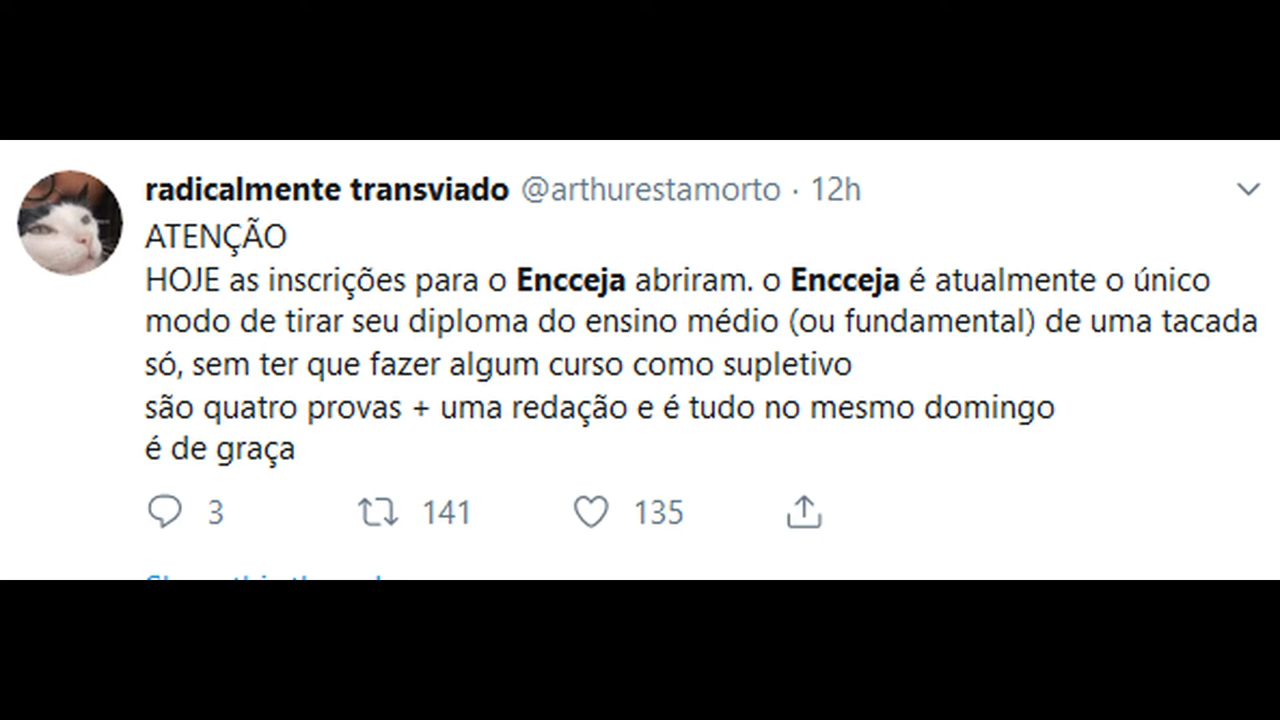 radicalmente transviado @arthurestamorto · 12h
ATENÇÃO
HOJE as inscrições para o Encceja abriram. o Encceja é atualmente o único
modo de tirar seu diploma do ensino médio (ou fundamental) de uma tacada
só, sem ter que fazer algum curso como supletivo
são quatro provas + uma redação e é tudo no mesmo domingo
é de graça
3 141 135